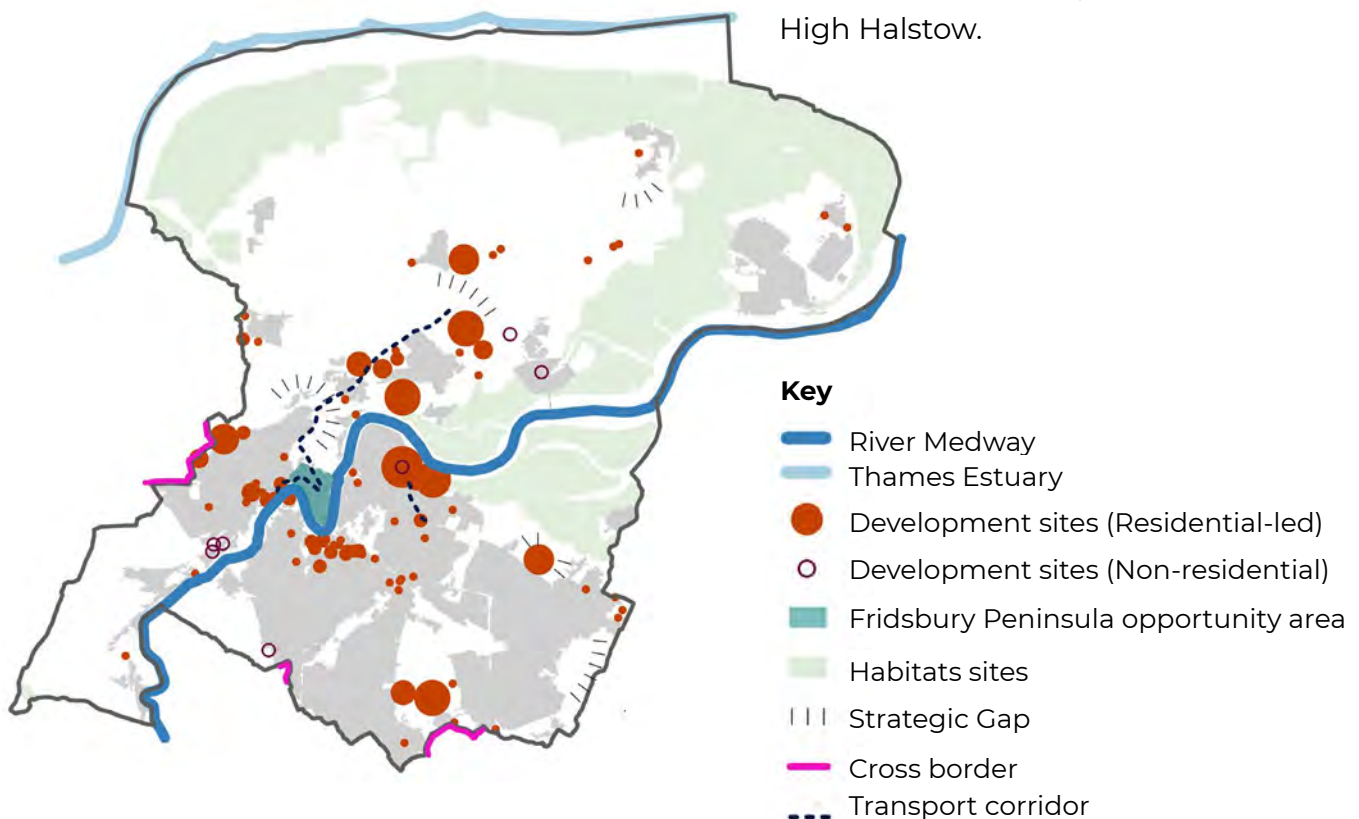 High Halstow.
Key
River Medway
Thames Estuary
Development sites (Residential-led)
Development sites (Non-residential)
Fridsbury Peninsula opportunity area
Habitats sites
Strategic Gap
Cross border
Transport corridor